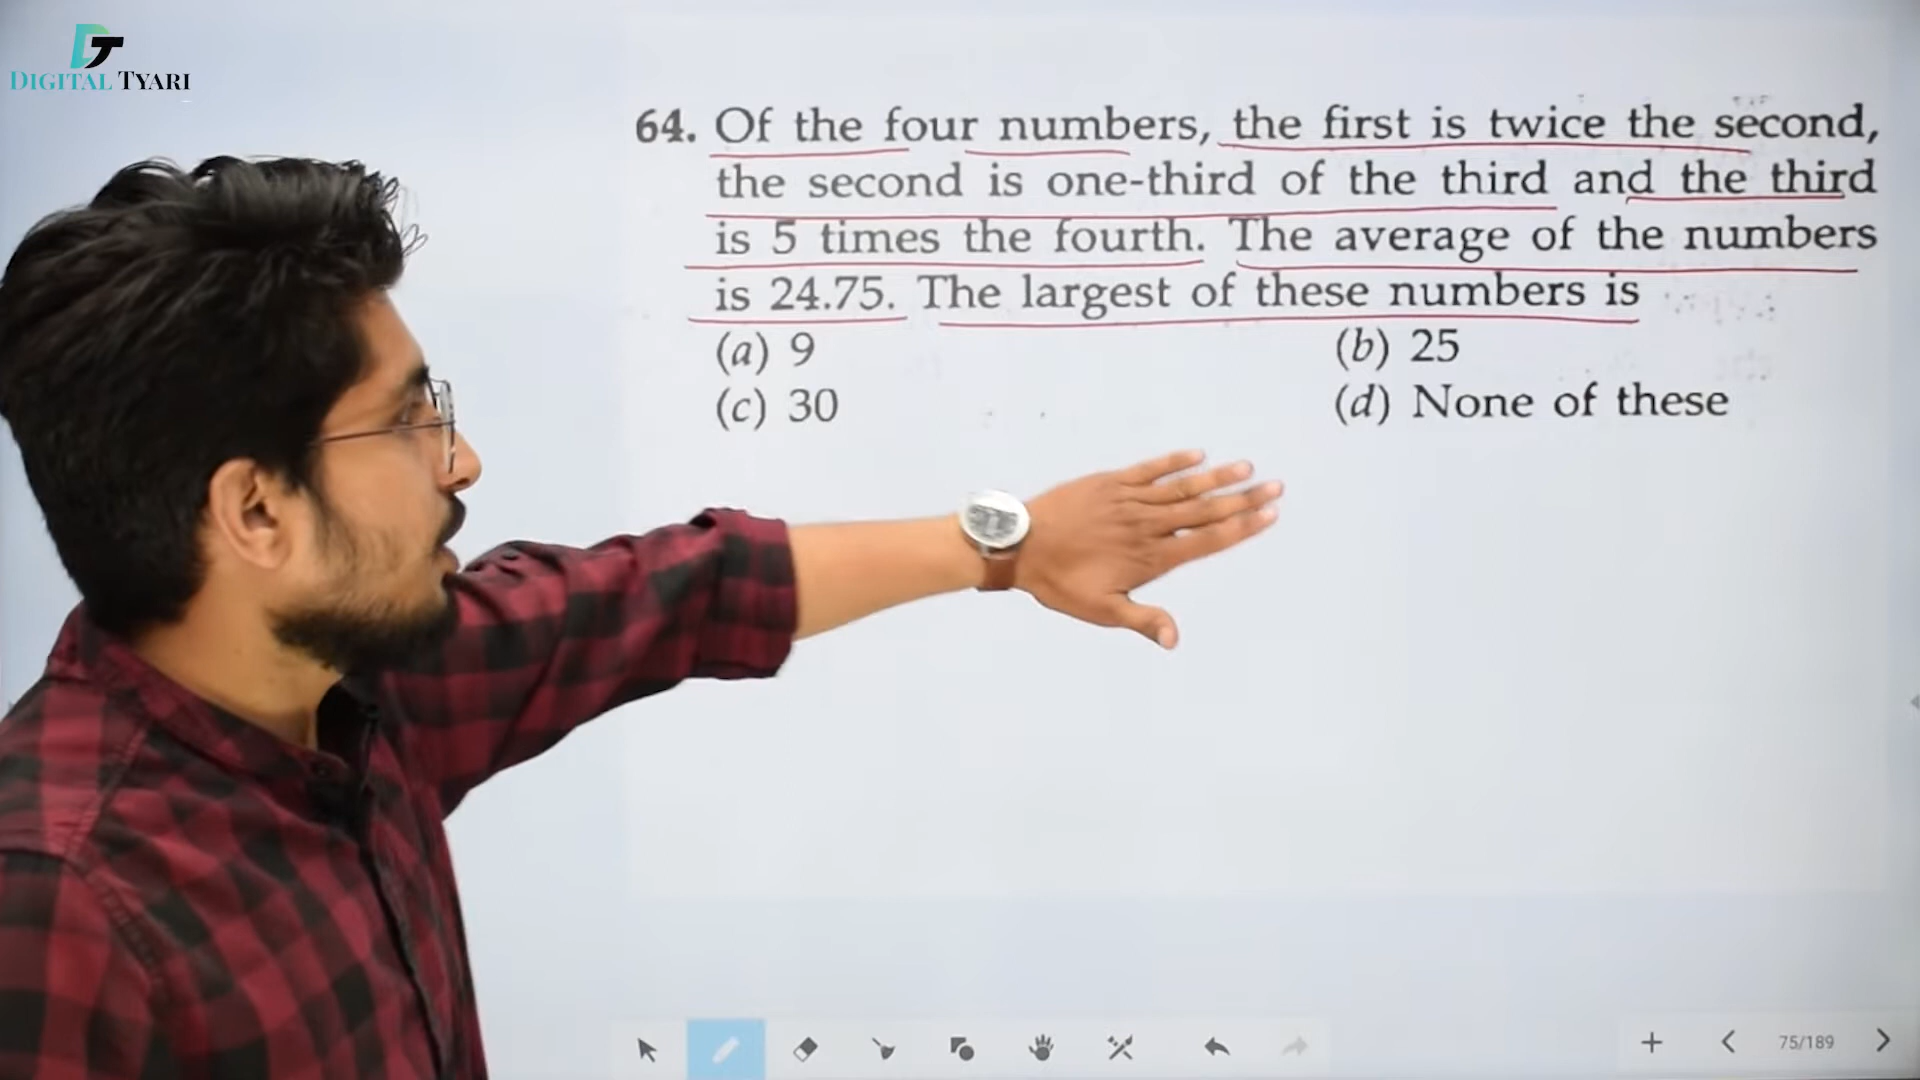 DIGITAL TYARI
64. Of the four numbers, the first is twice the second,
the second is one-third of the third and the third
is 5 times the fourth. The average of the numbers
is 24.75. The largest of these numbers is
(a) 9 (b) 25
(c) 30 (d) None of these
75/189